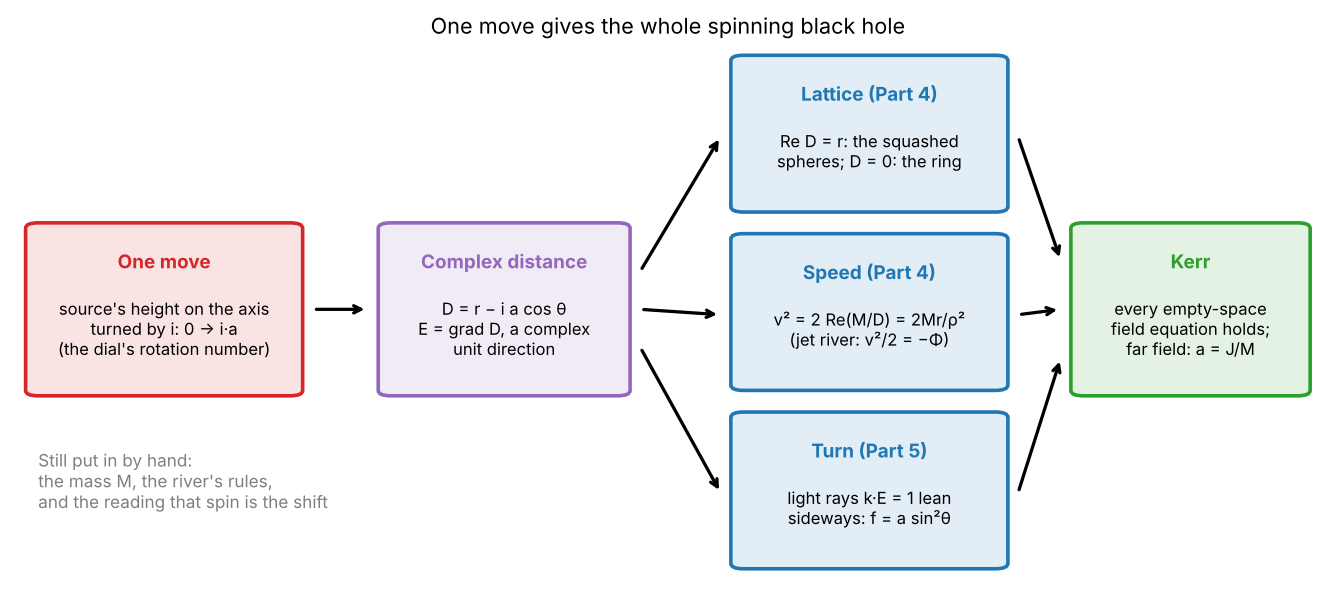 One move gives the whole spinning black hole
One move
source's height on the axis
turned by i: 0 → i·a
(the dial's rotation number)
Complex distance
D = r − i a cos θ
E = grad D, a complex
unit direction
Lattice (Part 4)
Re D = r: the squashed
spheres; D = 0: the ring
Speed (Part 4)
v² = 2 Re(M/D) = 2Mr/ρ²
(jet river: v²/2 = −Φ)
Turn (Part 5)
light rays k·E = 1 lean
sideways: f = a sin²θ
Kerr
every empty-space
field equation holds;
far field: a = J/M
Still put in by hand:
the mass M, the river's rules,
and the reading that spin is the shift